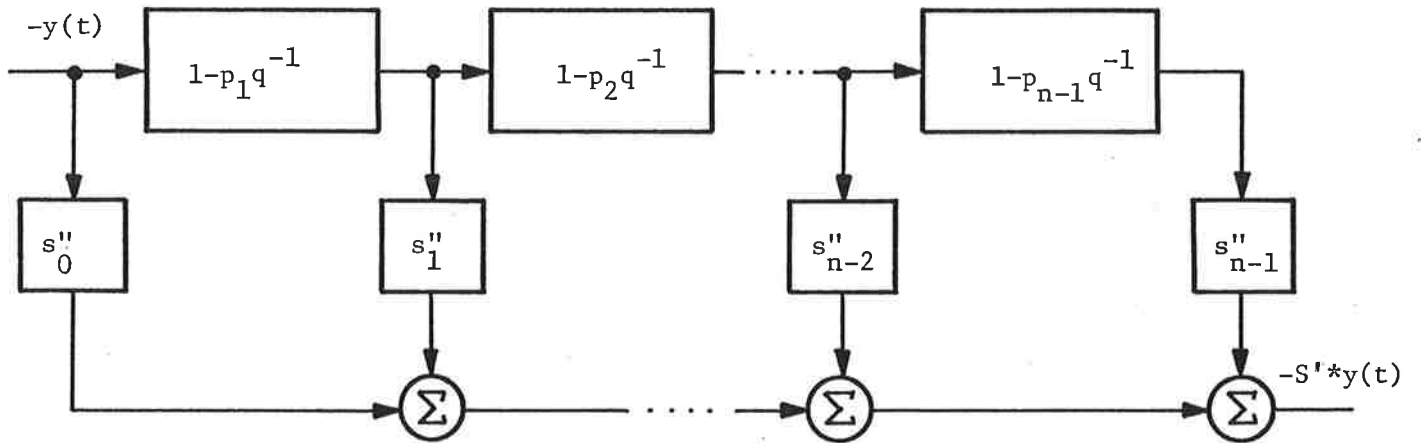 -y(t)
1-p₁q⁻¹
1-p₂q⁻¹
.....
1-pₙ₋₁q⁻¹
s″₀
s″₁
s″ₙ₋₂
s″ₙ₋₁
Σ
....
Σ
Σ
-S'*y(t)